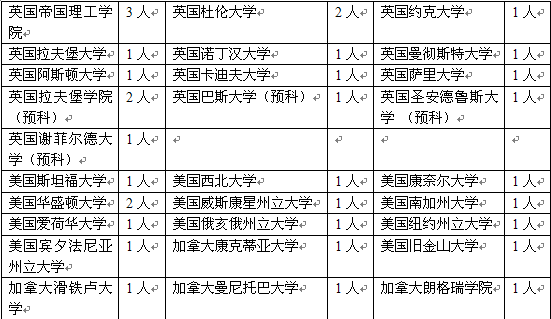 英国帝国理工学院 3人 英国杜伦大学 2人 英国约克大学 1人
英国拉夫堡大学 1人 英国诺丁汉大学 1人 英国曼彻斯特大学 1人
英国阿斯顿大学 1人 英国卡迪夫大学 1人 英国萨里大学 1人
英国拉夫堡学院（预科） 2人 英国巴斯大学（预科） 1人 英国圣安德鲁斯大学 （预科） 1人
英国谢菲尔德大学（预科） 1人
美国斯坦福大学 1人 美国西北大学 1人 美国康奈尔大学 1人
美国华盛顿大学 2人 美国威斯康星州立大学 1人 美国南加州大学 1人
美国爱荷华大学 1人 美国俄亥俄州立大学 1人 美国纽约州立大学 1人
美国宾夕法尼亚州立大学 1人 加拿大康克蒂亚大学 1人 美国旧金山大学 1人
加拿大滑铁卢大学 1人 加拿大曼尼托巴大学 1人 加拿大朗格瑞学院 1人